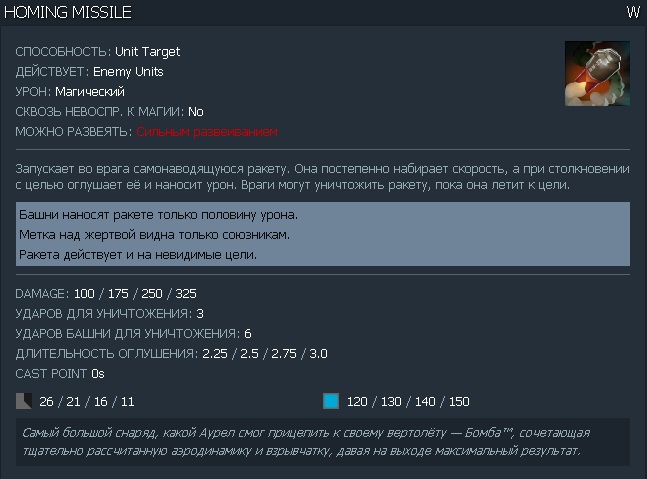 HOMING MISSILE W
СПОСОБНОСТЬ: Unit Target
ДЕЙСТВУЕТ: Enemy Units
УРОН: Магический
СКВОЗЬ НЕВОСПР. К МАГИИ: No
МОЖНО РАЗВЕЯТЬ: Сильным развеиванием
Запускает во врага самонаводящуюся ракету. Она постепенно набирает скорость, а при столкновении
с целью оглушает её и наносит урон. Враги могут уничтожить ракету, пока она летит к цели.
Башни наносят ракете только половину урона.
Метка над жертвой видна только союзникам.
Ракета действует и на невидимые цели.
DAMAGE: 100 / 175 / 250 / 325
УДАРОВ ДЛЯ УНИЧТОЖЕНИЯ: 3
УДАРОВ БАШНИ ДЛЯ УНИЧТОЖЕНИЯ: 6
ДЛИТЕЛЬНОСТЬ ОГЛУШЕНИЯ: 2.25 / 2.5 / 2.75 / 3.0
CAST POINT 0s
26 / 21 / 16 / 11 120 / 130 / 140 / 150
Самый большой снаряд, какой Аурел смог прицепить к своему вертолёту — Бомба™, сочетающая
тщательно рассчитанную аэродинамику и взрывчатку, давая на выходе максимальный результат.